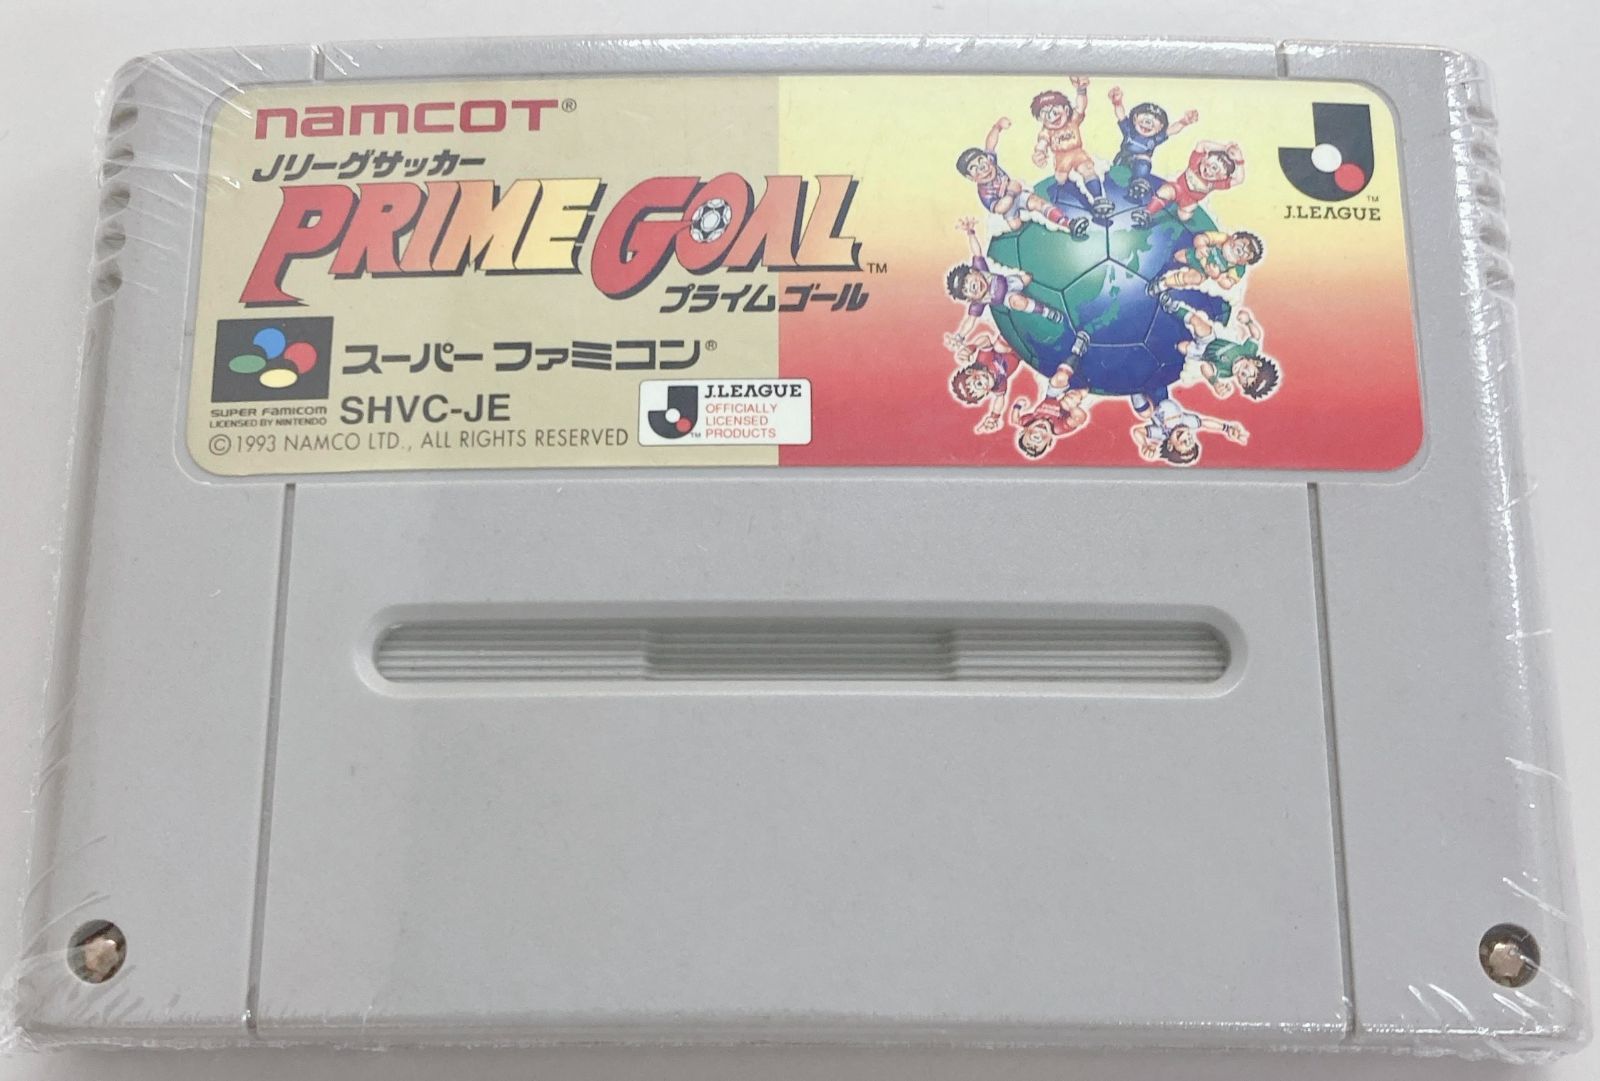 namcot®
Jリーグサッカー
PRIME GOAL™
プライムゴール
スーパーファミコン®
SUPER FAMICOM
LICENSED BY NINTENDO
SHVC-JE
©1993 NAMCO LTD., ALL RIGHTS RESERVED
J.LEAGUE
OFFICIALLY
LICENSED
PRODUCTS
TM
TM
J.LEAGUE